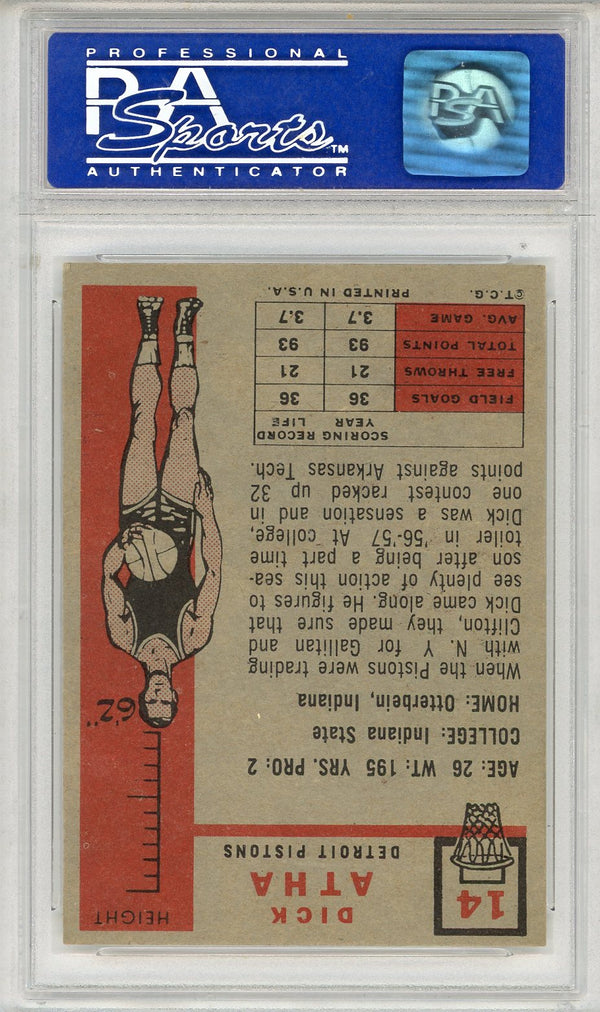 PROFESSIONAL
PSA
Sports™
AUTHENTICATOR
PSA
14
DICK
ATHA
DETROIT PISTONS
HEIGHT
6'2"
AGE: 26 WT: 195 YRS. PRO: 2
COLLEGE: Indiana State
HOME: Otterbein, Indiana
When the Pistons were trading
with N. Y. for Gallitan and
Clifton, they made sure that
Dick came along. He figures to
see plenty of action this sea-
son after being a part time
toiler in '56-'57. At college,
Dick was a sensation and in
one contest racked up 32
points against Arkansas Tech.
SCORING RECORD
YEAR LIFE
FIELD GOALS 36 36
FREE THROWS 21 21
TOTAL POINTS 93 93
AVG. GAME 3.7 3.7
©T.C.G. PRINTED IN U.S.A.